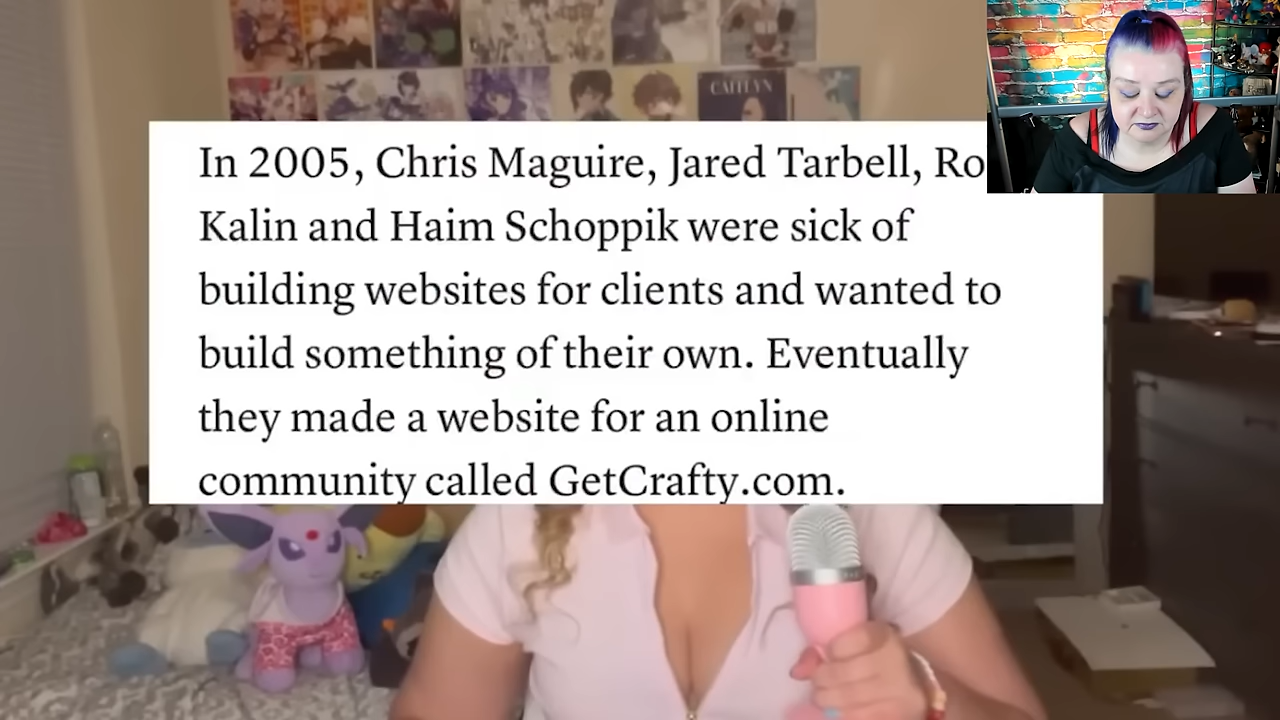 CAITLYN
In 2005, Chris Maguire, Jared Tarbell, Ro
Kalin and Haim Schoppik were sick of
building websites for clients and wanted to
build something of their own. Eventually
they made a website for an online
community called GetCrafty.com.